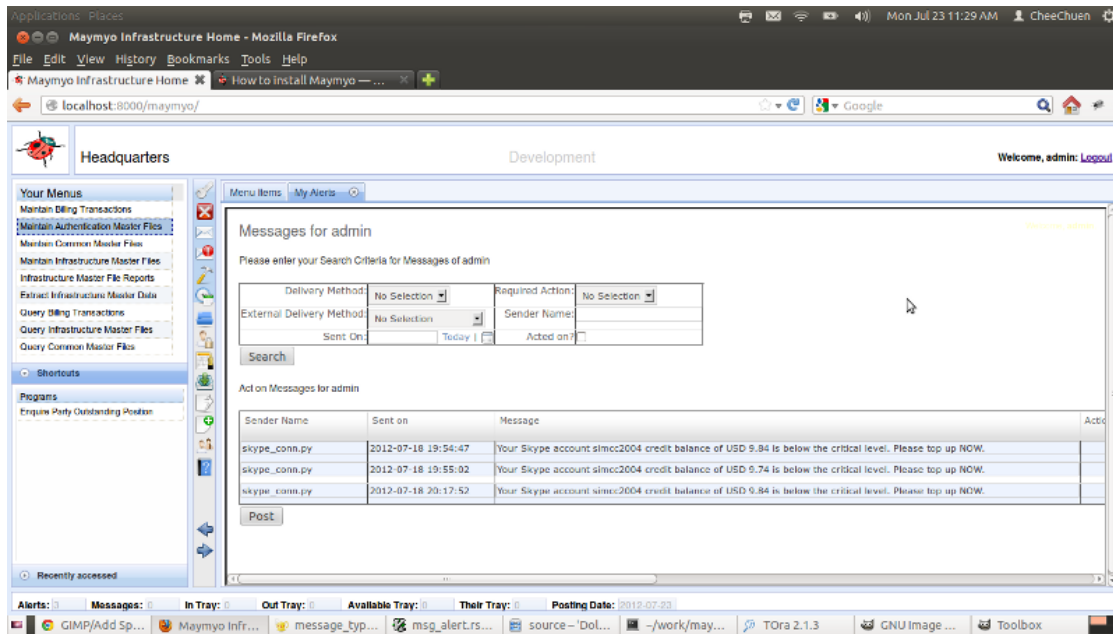 Applications Places
Mon Jul 23 11:29 AM CheeChuen
Maymyo Infrastructure Home - Mozilla Firefox
File Edit View History Bookmarks Tools Help
Maymyo Infrastructure Home
How to install Maymyo — ...
localhost:8000/maymyo/
Google
Headquarters
Development
Welcome, admin: Logout
Your Menus
Maintain Billing Transactions
Maintain Authentication Master Files
Maintain Common Master Files
Maintain Infrastructure Master Files
Infrastructure Master File Reports
Extract Infrastructure Master Data
Query Billing Transactions
Query Infrastructure Master Files
Query Common Master Files
Shortcuts
Programs
Enquire Party Outstanding Position
Recently accessed
Menu Items My Alerts
Messages for admin
Please enter your Search Criteria for Messages of admin
Delivery Method: No Selection Required Action: No Selection
External Delivery Method: No Selection Sender Name:
Sent On: Today | Acted on?
Search
Act on Messages for admin
Sender Name Sent on Message Actio
skype_conn.py 2012-07-18 19:54:47 Your Skype account simcc2004 credit balance of USD 9.84 is below the critical level. Please top up NOW.
skype_conn.py 2012-07-18 19:55:02 Your Skype account simcc2004 credit balance of USD 9.74 is below the critical level. Please top up NOW.
skype_conn.py 2012-07-18 20:17:52 Your Skype account simcc2004 credit balance of USD 9.84 is below the critical level. Please top up NOW.
Post
Alerts: 3 Messages: 0 In Tray: 0 Out Tray: 0 Available Tray: 0 Their Tray: 0 Posting Date: 2012-07-23
GIMP/Add Sp... Maymyo Infr... message_typ... msg_alert.rs... source – 'Dol... ~/work/may... TOra 2.1.3 GNU Image ... Toolbox